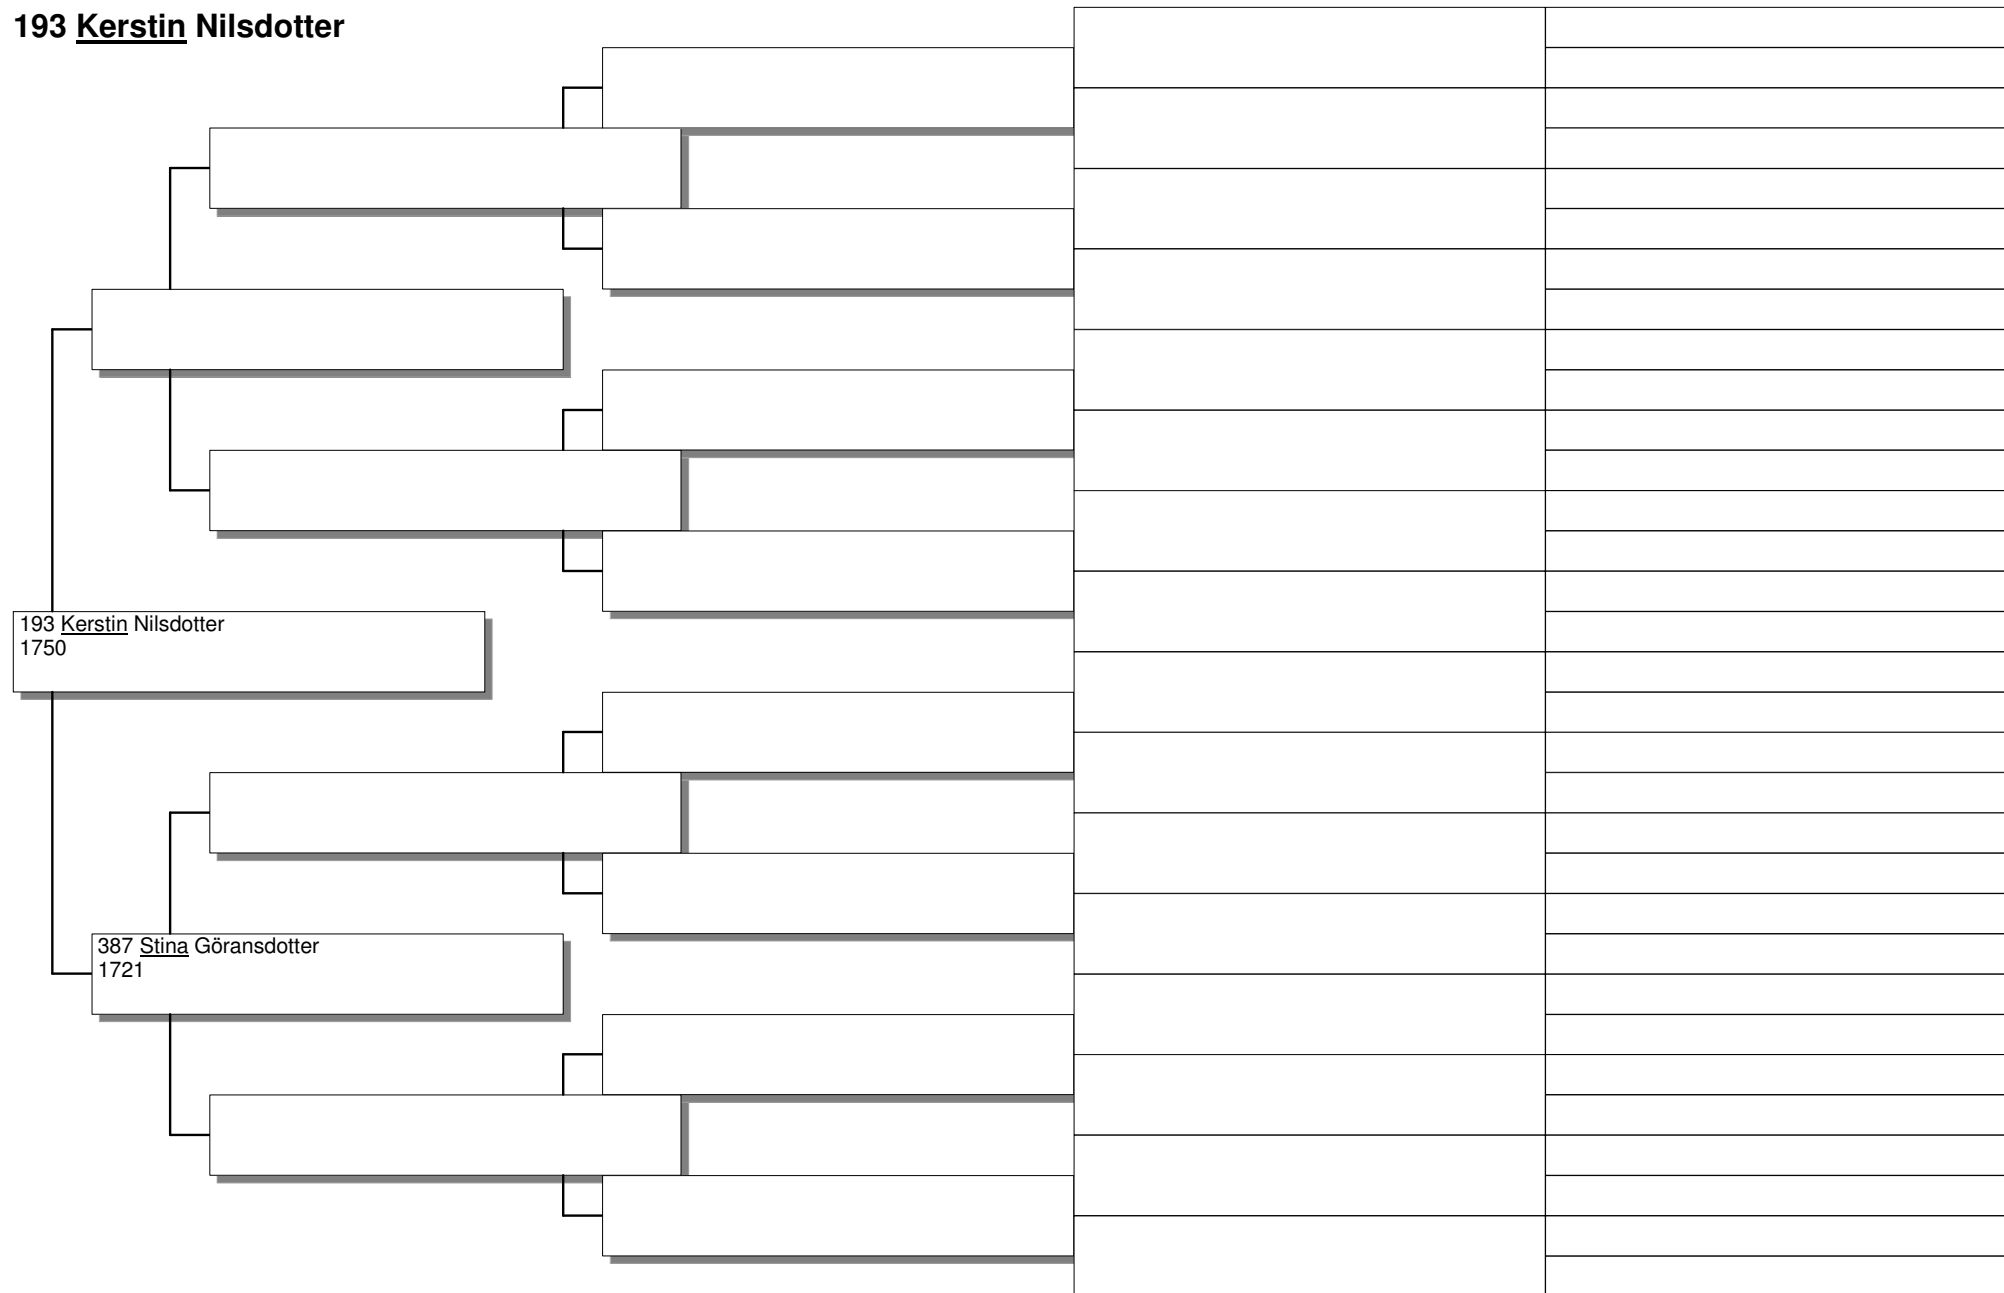 193 Kerstin Nilsdotter
193 Kerstin Nilsdotter
1750
387 Stina Göransdotter
1721